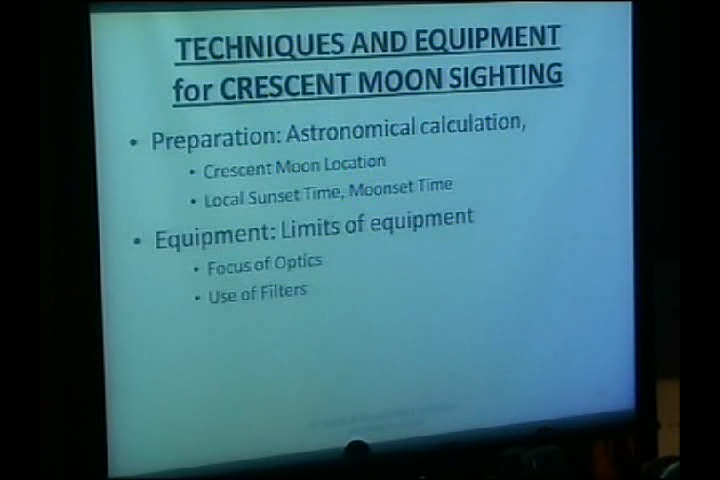 TECHNIQUES AND EQUIPMENT
for CRESCENT MOON SIGHTING
• Preparation: Astronomical calculation,
• Crescent Moon Location
• Local Sunset Time, Moonset Time
• Equipment: Limits of equipment
• Focus of Optics
• Use of Filters